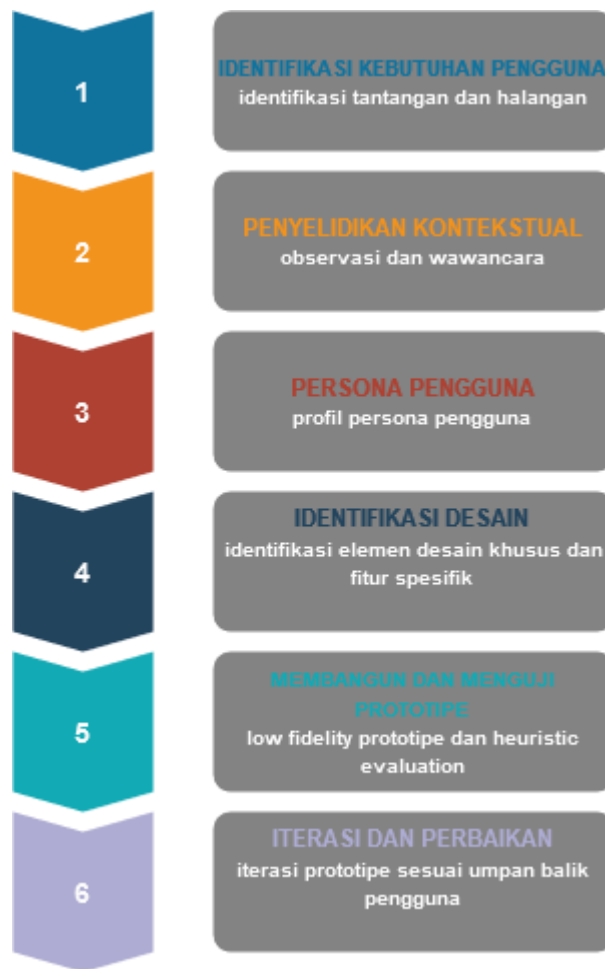 1
IDENTIFIKASI KEBUTUHAN PENGGUNA
identifikasi tantangan dan halangan
2
PENYELIDIKAN KONTEKSTUAL
observasi dan wawancara
3
PERSONA PENGGUNA
profil persona pengguna
4
IDENTIFIKASI DESAIN
identifikasi elemen desain khusus dan
fitur spesifik
5
MEMBANGUN DAN MENGUJI
PROTOTIPE
low fidelity prototipe dan heuristic
evaluation
6
ITERASI DAN PERBAIKAN
iterasi prototipe sesuai umpan balik
pengguna